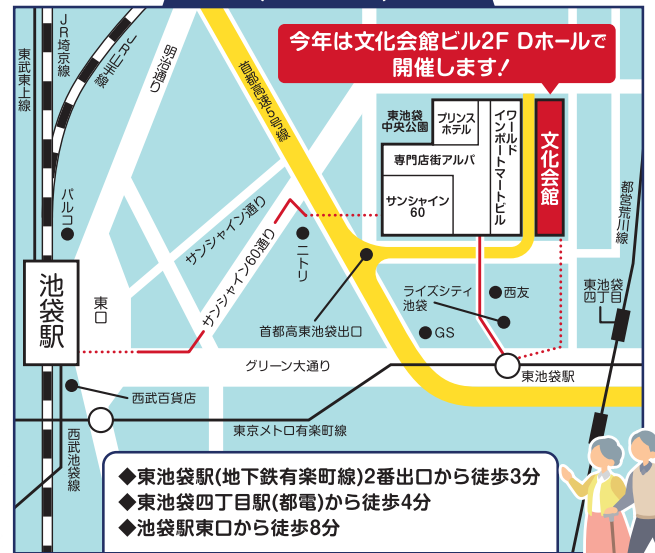 今年は文化会館ビル2F Dホールで
開催します!
東武東上線
JR埼京線
JR山手線
明治通り
首都高速5号線
東池袋
中央公園
プリンス
ホテル
ワールド
インポートマートビル
専門店街アルパ
サンシャイン
60
文化会館
都営荒川線
パルコ
サンシャイン通り
サンシャイン60通り
ニトリ
池袋駅
東口
ライズシティ
池袋
西友
東池袋
四丁目
首都高東池袋出口
GS
グリーン大通り
東池袋駅
西武百貨店
東京メトロ有楽町線
西武池袋線
◆東池袋駅(地下鉄有楽町線)2番出口から徒歩3分
◆東池袋四丁目駅(都電)から徒歩4分
◆池袋駅東口から徒歩8分